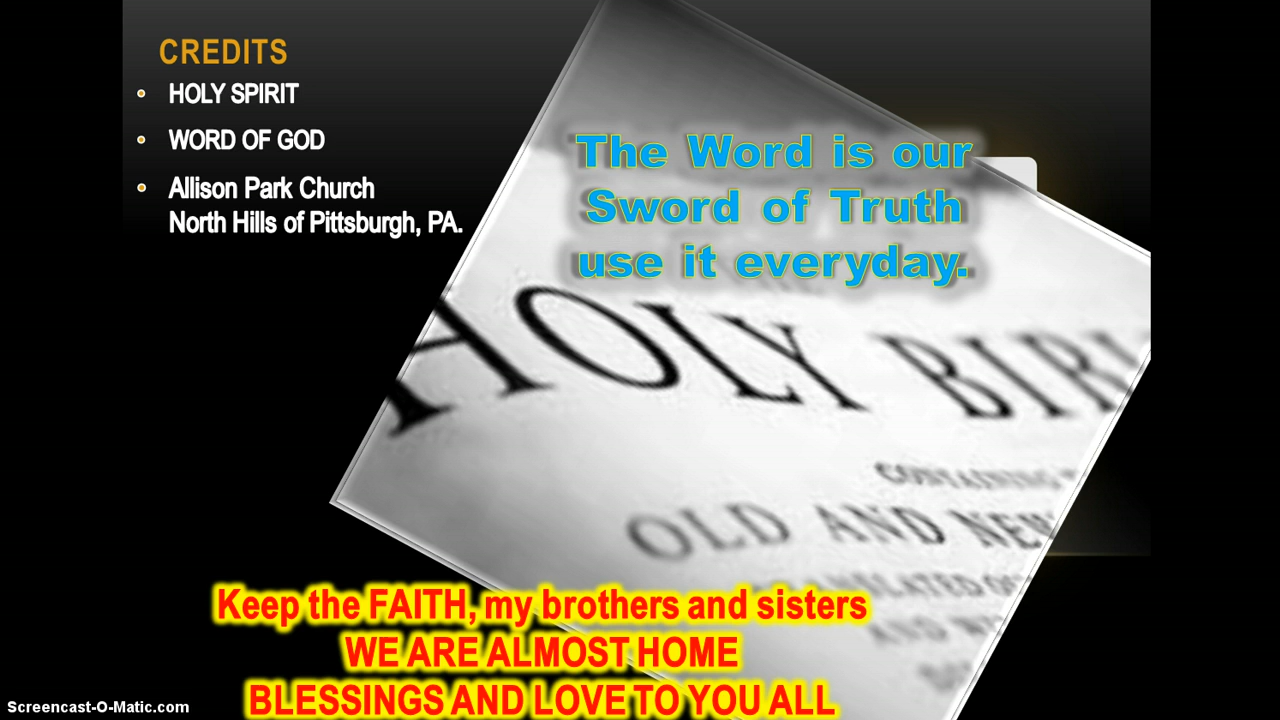 CREDITS
• HOLY SPIRIT
• WORD OF GOD
• Allison Park Church
North Hills of Pittsburgh, PA.
The Word is our
Sword of Truth
use it everyday.
HOLY
CONTAINING
OLD AND NEW
Keep the FAITH, my brothers and sisters
WE ARE ALMOST HOME
BLESSINGS AND LOVE TO YOU ALL
Screencast-O-Matic.com